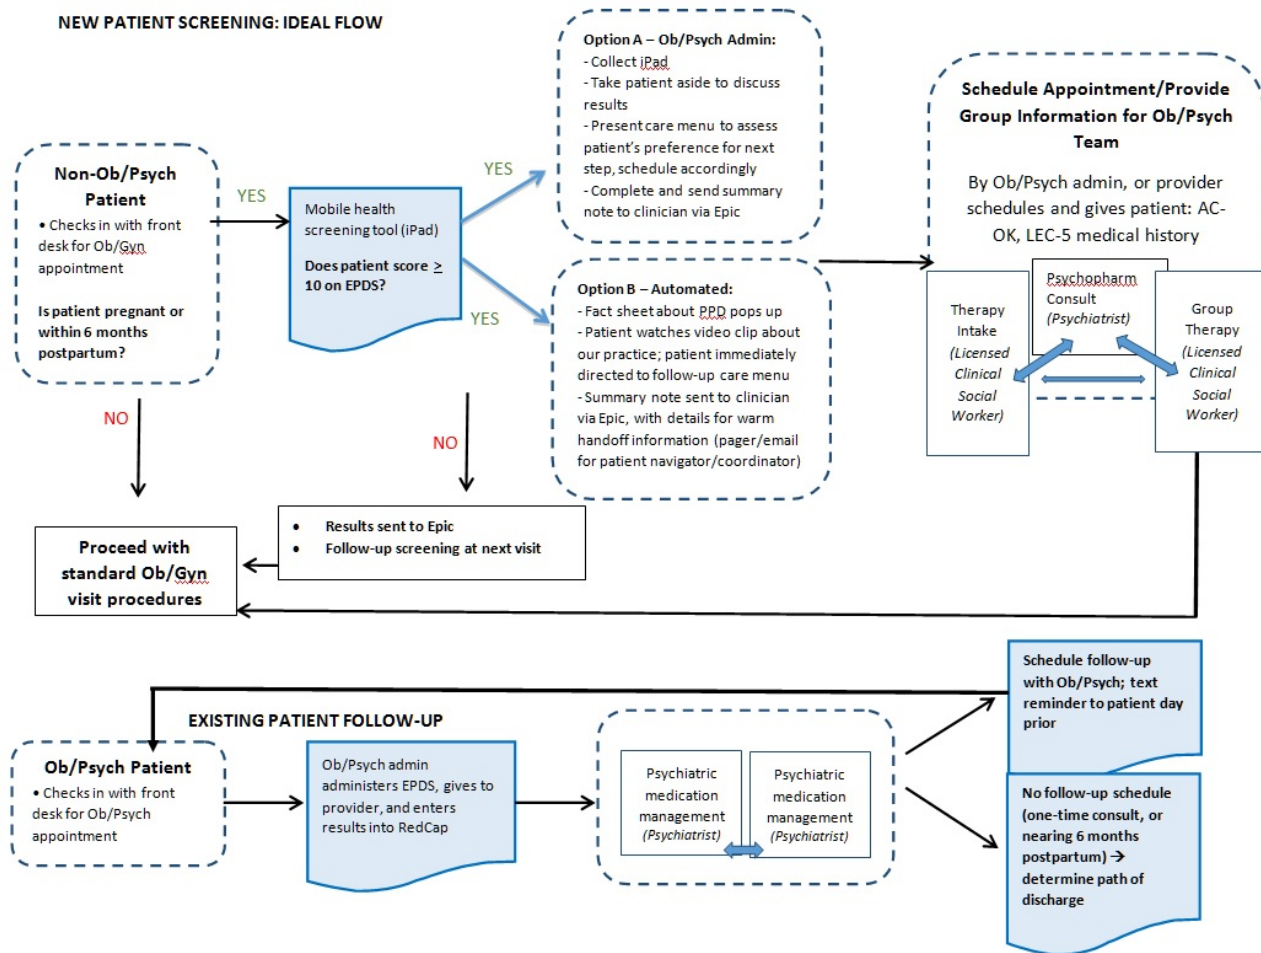 NEW PATIENT SCREENING: IDEAL FLOW
Non-Ob/Psych
Patient
• Checks in with front
desk for Ob/Gyn
appointment
Is patient pregnant or
within 6 months
postpartum?
YES
NO
Mobile health
screening tool (iPad)
Does patient score ≥
10 on EPDS?
YES
YES
NO
Option A – Ob/Psych Admin:
- Collect iPad
- Take patient aside to discuss
results
- Present care menu to assess
patient's preference for next
step, schedule accordingly
- Complete and send summary
note to clinician via Epic
Option B – Automated:
- Fact sheet about PPD pops up
- Patient watches video clip about
our practice; patient immediately
directed to follow-up care menu
- Summary note sent to clinician
via Epic, with details for warm
handoff information (pager/email
for patient navigator/coordinator)
Schedule Appointment/Provide
Group Information for Ob/Psych
Team
By Ob/Psych admin, or provider
schedules and gives patient: AC-
OK, LEC-5 medical history
Therapy
Intake
(Licensed
Clinical
Social
Worker)
Psychopharm
Consult
(Psychiatrist)
Group
Therapy
(Licensed
Clinical
Social
Worker)
• Results sent to Epic
• Follow-up screening at next visit
Proceed with
standard Ob/Gyn
visit procedures
EXISTING PATIENT FOLLOW-UP
Ob/Psych Patient
• Checks in with front
desk for Ob/Psych
appointment
Ob/Psych admin
administers EPDS, gives to
provider, and enters
results into RedCap
Psychiatric
medication
management
(Psychiatrist)
Psychiatric
medication
management
(Psychiatrist)
Schedule follow-up
with Ob/Psych; text
reminder to patient day
prior
No follow-up schedule
(one-time consult, or
nearing 6 months
postpartum) →
determine path of
discharge